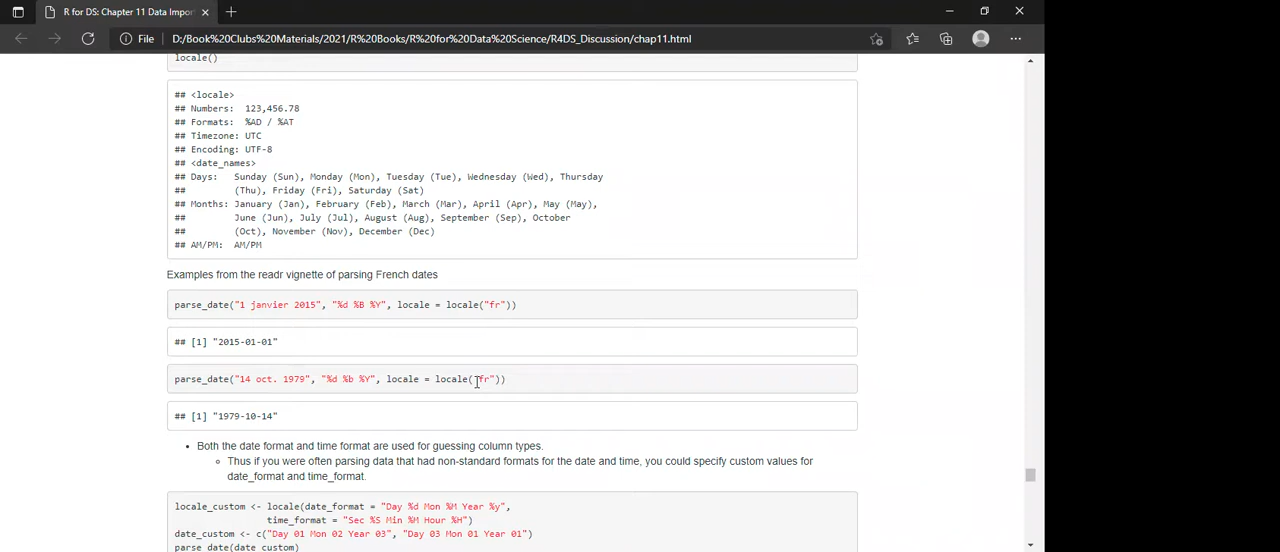 R for DS: Chapter 11 Data Impor
File D:/Book%20Clubs%20Materials/2021/R%20Books/R%20for%20Data%20Science/R4DS_Discussion/chap11.html
locale()
## <locale>
## Numbers:  123,456.78
## Formats:  %AD / %AT
## Timezone: UTC
## Encoding: UTF-8
## <date_names>
## Days:   Sunday (Sun), Monday (Mon), Tuesday (Tue), Wednesday (Wed), Thursday
##         (Thu), Friday (Fri), Saturday (Sat)
## Months: January (Jan), February (Feb), March (Mar), April (Apr), May (May),
##         June (Jun), July (Jul), August (Aug), September (Sep), October
##         (Oct), November (Nov), December (Dec)
## AM/PM:  AM/PM
Examples from the readr vignette of parsing French dates
parse_date("1 janvier 2015", "%d %B %Y", locale = locale("fr"))
## [1] "2015-01-01"
parse_date("14 oct. 1979", "%d %b %Y", locale = locale("fr"))
## [1] "1979-10-14"
Both the date format and time format are used for guessing column types.
Thus if you were often parsing data that had non-standard formats for the date and time, you could specify custom values for
date_format and time_format.
locale_custom <- locale(date_format = "Day %d Mon %M Year %y",
time_format = "Sec %S Min %M Hour %H")
date_custom <- c("Day 01 Mon 02 Year 03", "Day 03 Mon 01 Year 01")
parse_date(date_custom)